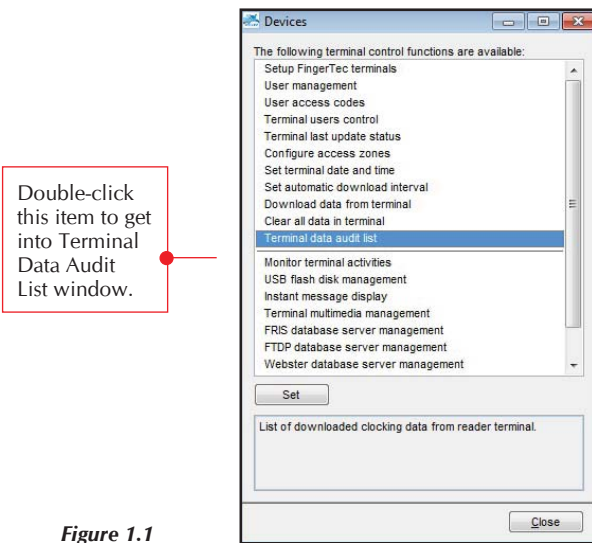 Devices
The following terminal control functions are available:
Setup FingerTec terminals
User management
User access codes
Terminal users control
Terminal last update status
Configure access zones
Set terminal date and time
Set automatic download interval
Download data from terminal
Clear all data in terminal
Terminal data audit list
Monitor terminal activities
USB flash disk management
Instant message display
Terminal multimedia management
FRIS database server management
FTDP database server management
Webster database server management
Set
List of downloaded clocking data from reader terminal.
Close
Double-click
this item to get
into Terminal
Data Audit
List window.
Figure 1.1